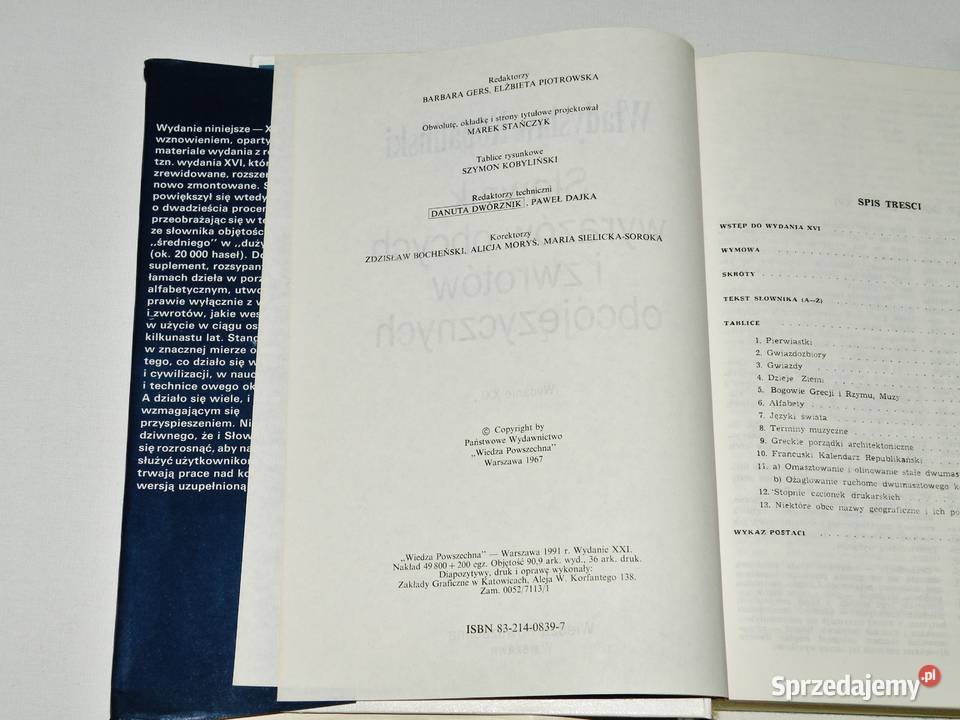 Wydanie niniejsze — X
wznowieniem, oparty
materiale wydania z r
tzn. wydania XVI, któ
zrewidowane, rozszer
nowo zmontowane. S
powiększył się wtedy
o dwadzieścia procen
przeobrażając się w te
ze słownika objętości
„średniego” w „duży
(ok. 20 000 haseł). Do
suplement, rozsypan
łamach dzieła w porz
alfabetycznym, utwo
prawie wyłącznie z w
i zwrotów, jakie wes
w użycie w ciągu os
kilkunastu lat. Stano
w znacznej mierze o
tego, co działo się w
i cywilizacji, w nauc
i technice owego ok
A działo się wiele, i
wzmagającym się
przyspieszeniem. Ni
dziwnego, że i Słow
się rozrosnąć, aby na
służyć użytkowniko
trwają prace nad ko
wersją uzupełnioną
Redaktorzy
BARBARA GERS, ELŻBIETA PIOTROWSKA
Obwolutę, okładkę i strony tytułowe projektował
MAREK STAŃCZYK
Tablice rysunkowe
SZYMON KOBYLIŃSKI
Redaktorzy techniczni
DANUTA DWÓRZNIK, PAWEŁ DAJKA
Korektorzy
ZDZISŁAW BOCHEŃSKI, ALICJA MORYŚ, MARIA SIELICKA-SOROKA
© Copyright by
Państwowe Wydawnictwo
„Wiedza Powszechna”
Warszawa 1967
„Wiedza Powszechna” — Warszawa 1991 r. Wydanie XXI.
Nakład 49 800 + 200 egz. Objętość 90,9 ark. wyd., 36 ark. druk.
Diapozytywy, druk i oprawę wykonały:
Zakłady Graficzne w Katowicach, Aleja W. Korfantego 138.
Zam. 0052/7113/1
ISBN 83-214-0839-7
SPIS TREŚCI
WSTĘP DO WYDANIA XVI
WYMOWA
SKRÓTY
TEKST SŁOWNIKA (A—Ż)
TABLICE
1. Pierwiastki
2. Gwiazdozbiory
3. Gwiazdy
4. Dzieje Ziemi
5. Bogowie Grecji i Rzymu, Muzy
6. Alfabety
7. Języki świata
8. Terminy muzyczne
9. Greckie porządki architektoniczne
10. Francuski Kalendarz Republikański
11. a) Omasztowanie i olinowanie stałe dwumas
b) Ożaglowanie ruchome dwumasztowego k
12. Stopnie czcionek drukarskich
13. Niektóre obce nazwy geograficzne i ich po
WYKAZ POSTACI
Sprzedajemy.pl